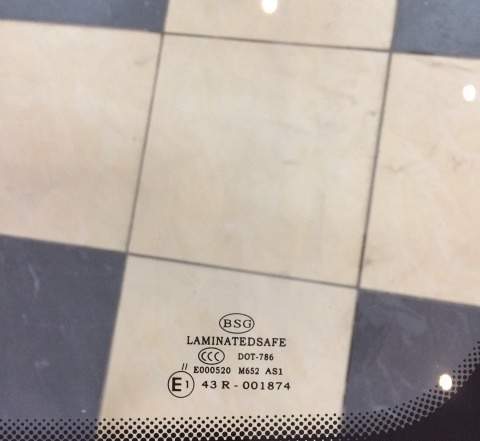 BSG
LAMINATEDSAFE
CCC DOT-786
II E000520 M652 AS1
E1 43R-001874